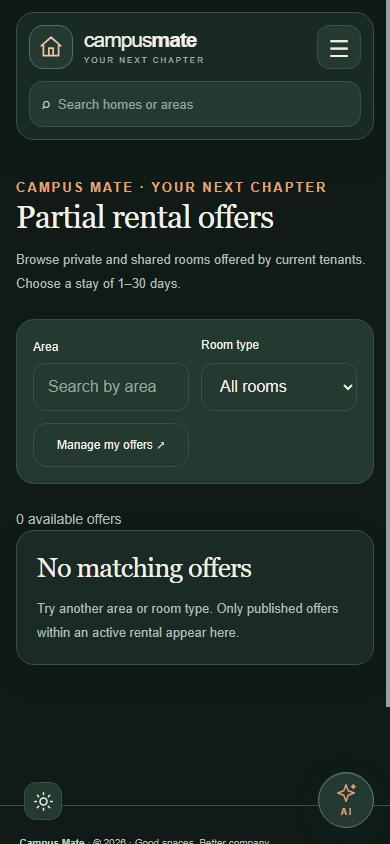 campusmate
YOUR NEXT CHAPTER
Search homes or areas
CAMPUS MATE · YOUR NEXT CHAPTER
Partial rental offers
Browse private and shared rooms offered by current tenants.
Choose a stay of 1–30 days.
Area
Room type
Search by area
All rooms
Manage my offers ↗
0 available offers
No matching offers
Try another area or room type. Only published offers
within an active rental appear here.
AI
Campus Mate · © 2026 · Good spaces. Better company.